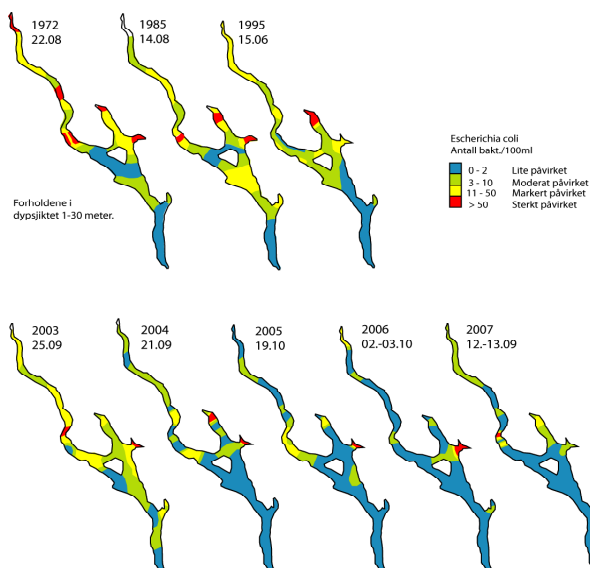 1972
22.08
1985
14.08
1995
15.06
Escherichia coli
Antall bakt./100ml
0 - 2 Lite påvirket
3 - 10 Moderat påvirket
11 - 50 Markert påvirket
> 50 Sterkt påvirket
Forholdene i
dypsjiktet 1-30 meter.
2003
25.09
2004
21.09
2005
19.10
2006
02.-03.10
2007
12.-13.09